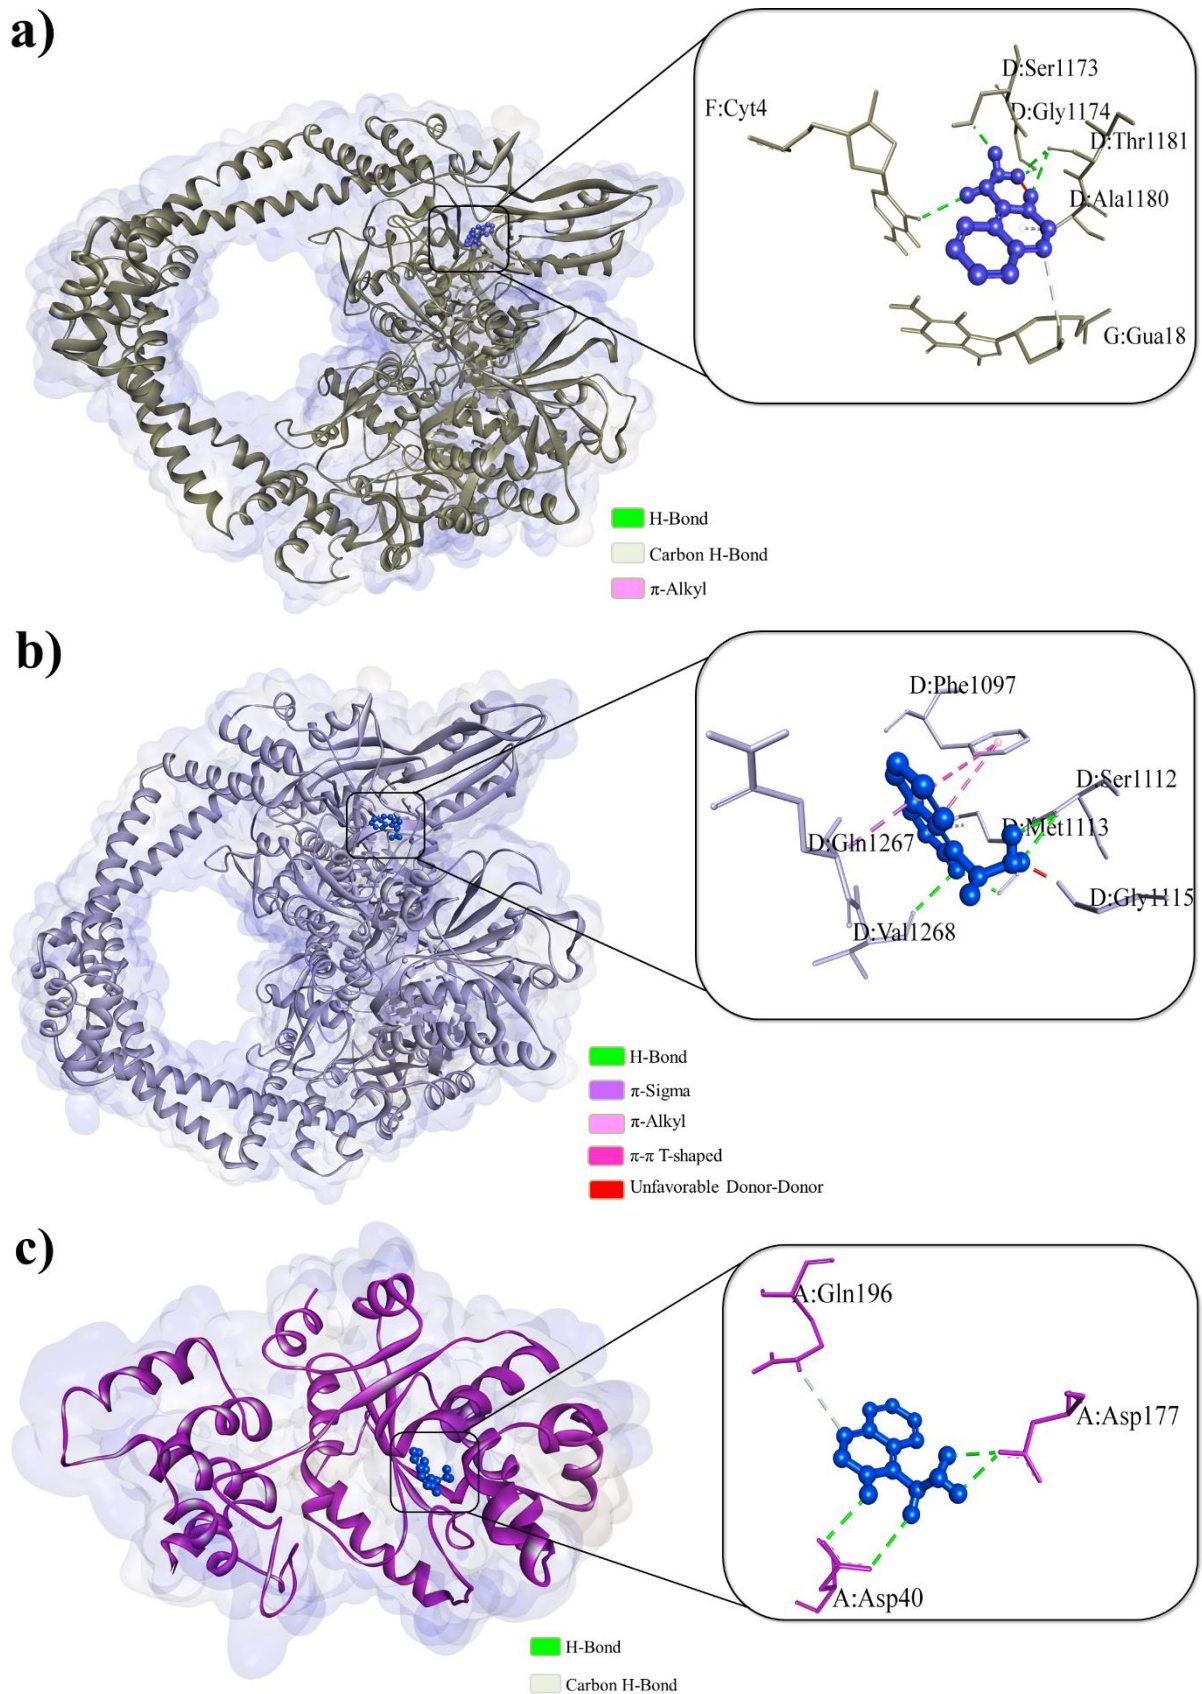 a)
D:Ser1173
F:Cyt4
D:Gly1174
D:Thr1181
D:Ala1180
G:Gua18
H-Bond
Carbon H-Bond
π-Alkyl
b)
D:Phe1097
D:Ser1112
D:Gln1267
D:Met1113
D:Gly1115
D:Val1268
H-Bond
π-Sigma
π-Alkyl
π-π T-shaped
Unfavorable Donor-Donor
c)
A:Gln196
A:Asp177
A:Asp40
H-Bond
Carbon H-Bond